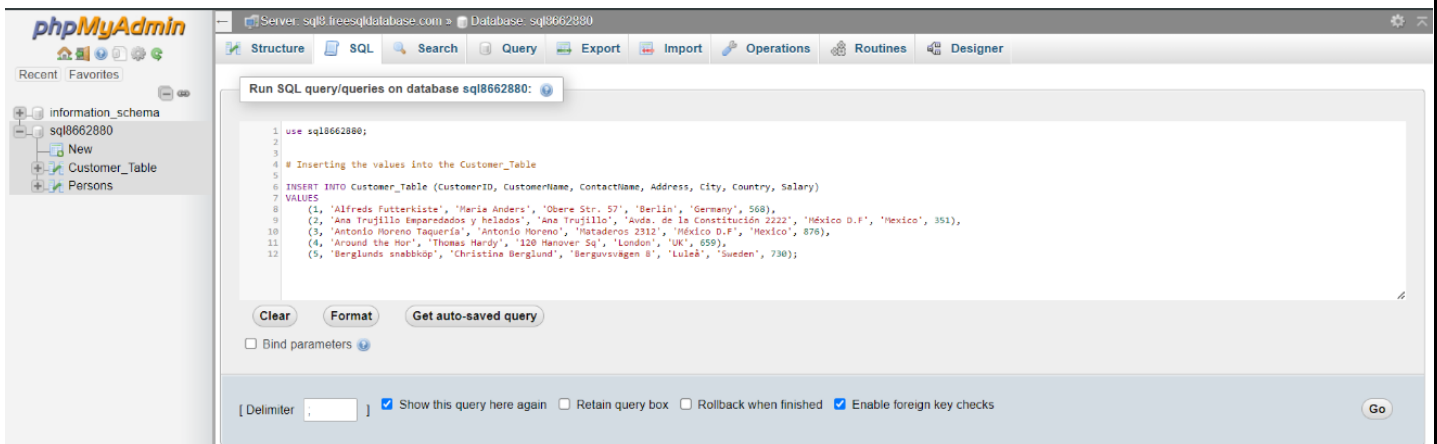 phpMyAdmin
Server: sql8.freesqldatabase.com » Database: sql8662880
Structure SQL Search Query Export Import Operations Routines Designer
Recent Favorites
information_schema
sql8662880
New
Customer_Table
Persons
Run SQL query/queries on database sql8662880:
1 use sql8662880;
2
3
4 # Inserting the values into the Customer_Table
5
6 INSERT INTO Customer_Table (CustomerID, CustomerName, ContactName, Address, City, Country, Salary)
7 VALUES
8 (1, 'Alfreds Futterkiste', 'Maria Anders', 'Obere Str. 57', 'Berlin', 'Germany', 568),
9 (2, 'Ana Trujillo Emparedados y helados', 'Ana Trujillo', 'Avda. de la Constitución 2222', 'México D.F', 'Mexico', 351),
10 (3, 'Antonio Moreno Taquería', 'Antonio Moreno', 'Mataderos 2312', 'México D.F', 'Mexico', 876),
11 (4, 'Around the Hor', 'Thomas Hardy', '120 Hanover Sq', 'London', 'UK', 659),
12 (5, 'Berglunds snabbköp', 'Christina Berglund', 'Berguvsvägen 8', 'Luleå', 'Sweden', 730);
Clear Format Get auto-saved query
Bind parameters
[ Delimiter ; ] Show this query here again Retain query box Rollback when finished Enable foreign key checks
Go